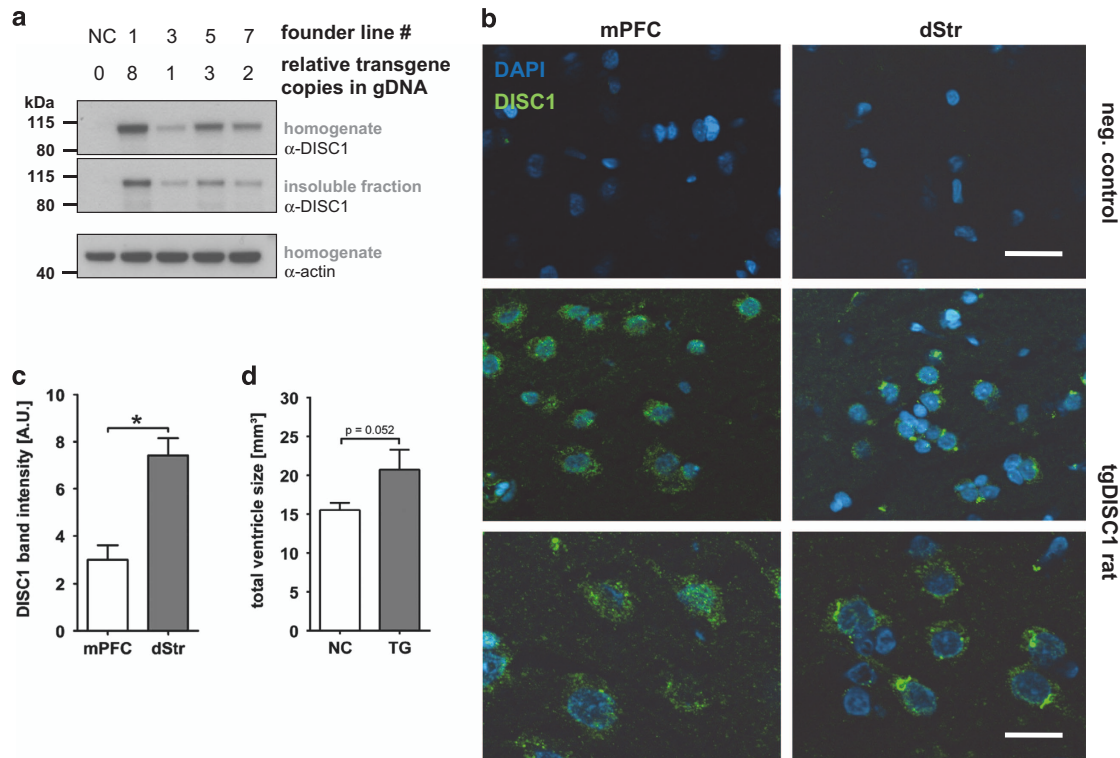 a
NC 1 3 5 7 founder line #
0 8 1 3 2 relative transgene copies in gDNA
kDa
115
80
homogenate
α-DISC1
115
80
insoluble fraction
α-DISC1
40
homogenate
α-actin
b
mPFC dStr
DAPI
DISC1
neg. control
tgDISC1 rat
c
DISC1 band intensity [A.U.]
10
8
6
4
2
0
*
mPFC dStr
d
total ventricle size [mm³]
30
25
20
15
10
5
0
p = 0.052
NC TG